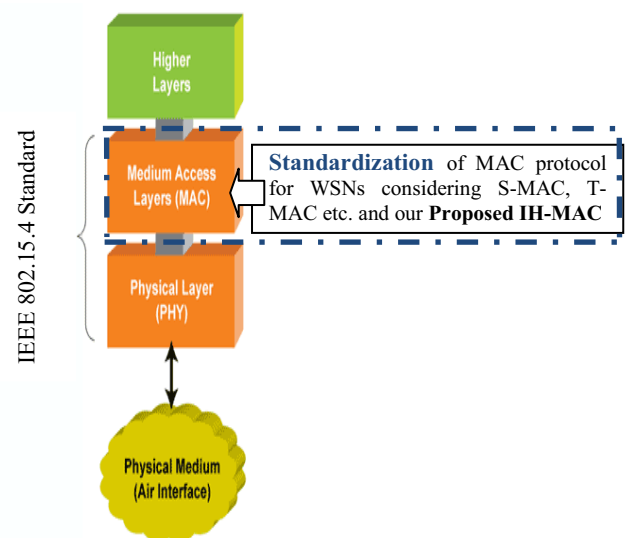 Higher
Layers
IEEE 802.15.4 Standard
Medium Access
Layers (MAC)
Standardization of MAC protocol
for WSNs considering S-MAC, T-
MAC etc. and our Proposed IH-MAC
Physical Layer
(PHY)
Physical Medium
(Air Interface)